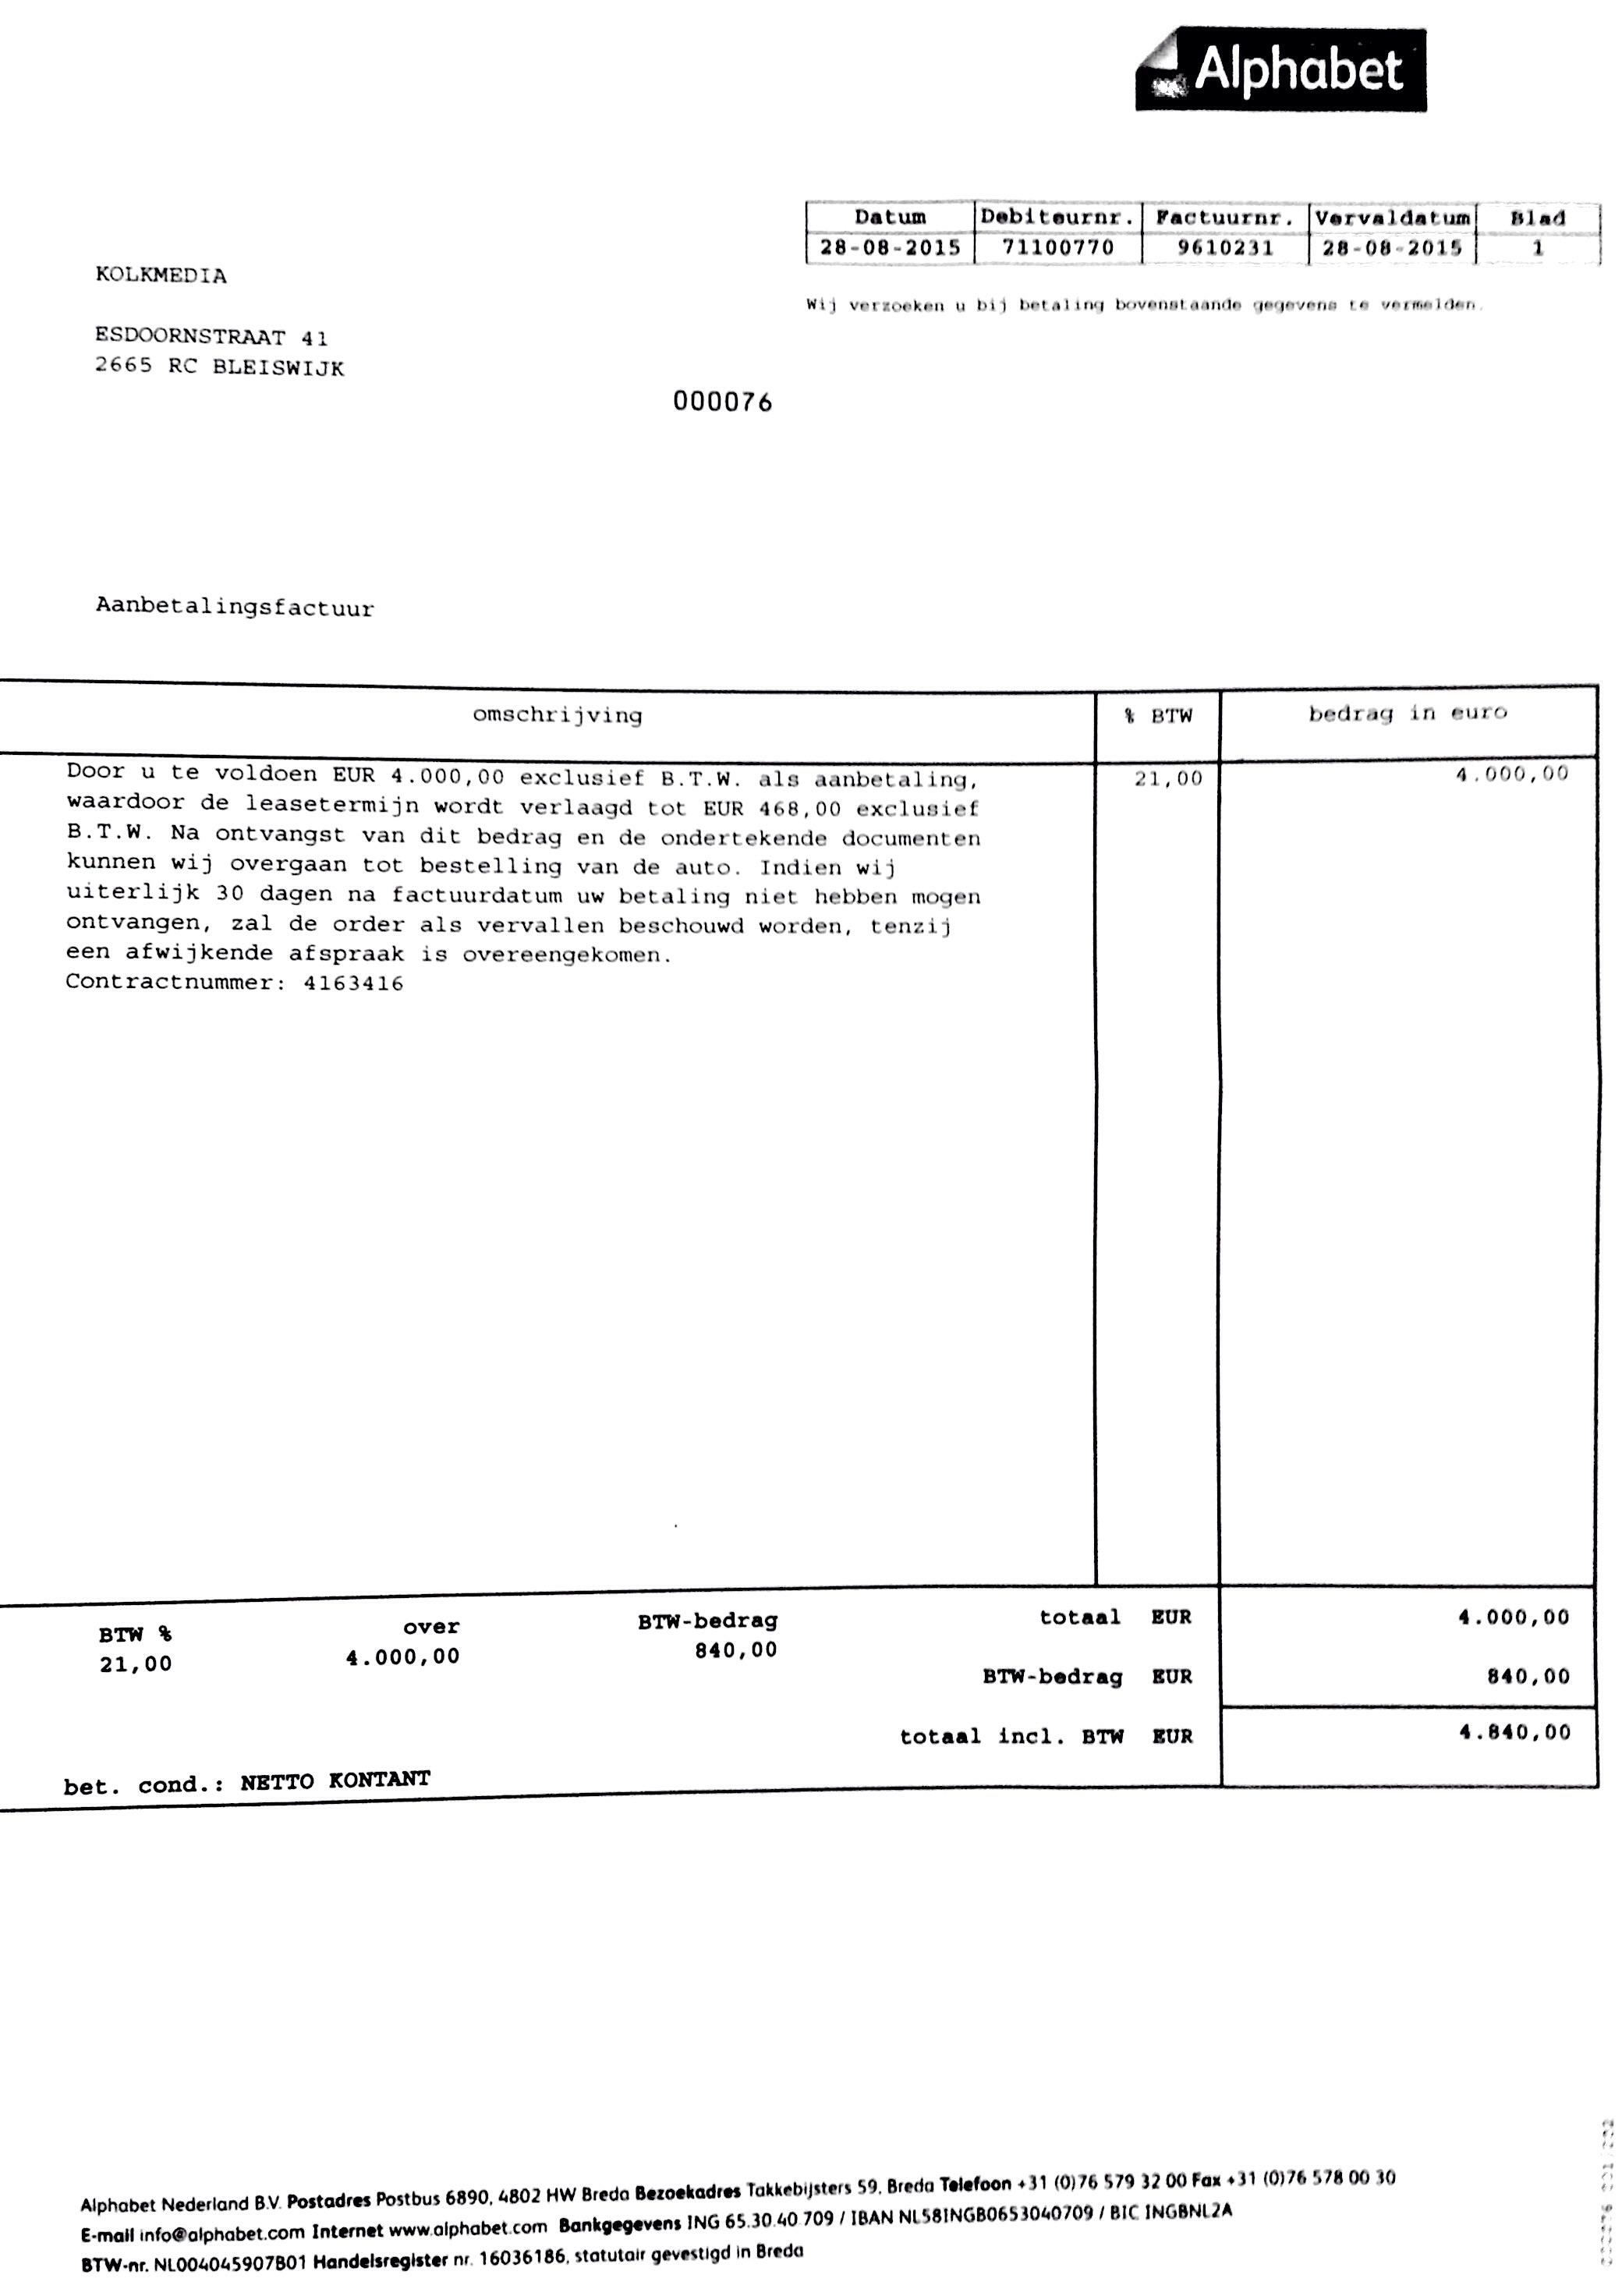 Alphabet
Datum Debiteurnr. Factuurnr. Vervaldatum Blad
28-08-2015 71100770 9610231 28-08-2015 1
Wij verzoeken u bij betaling bovenstaande gegevens te vermelden.
KOLKMEDIA
ESDOORNSTRAAT 41
2665 RC BLEISWIJK
000076
Aanbetalingsfactuur
omschrijving % BTW bedrag in euro
Door u te voldoen EUR 4.000,00 exclusief B.T.W. als aanbetaling, 21,00 4.000,00
waardoor de leasetermijn wordt verlaagd tot EUR 468,00 exclusief
B.T.W. Na ontvangst van dit bedrag en de ondertekende documenten
kunnen wij overgaan tot bestelling van de auto. Indien wij
uiterlijk 30 dagen na factuurdatum uw betaling niet hebben mogen
ontvangen, zal de order als vervallen beschouwd worden, tenzij
een afwijkende afspraak is overeengekomen.
Contractnummer: 4163416
BTW % over BTW-bedrag totaal EUR 4.000,00
21,00 4.000,00 840,00
BTW-bedrag EUR 840,00
totaal incl. BTW EUR 4.840,00
bet. cond.: NETTO KONTANT
Alphabet Nederland B.V. Postadres Postbus 6890, 4802 HW Breda Bezoekadres Takkebijsters 59, Breda Telefoon +31 (0)76 579 32 00 Fax +31 (0)76 578 00 30
E-mail info@alphabet.com Internet www.alphabet.com Bankgegevens ING 65.30.40.709 / IBAN NL58INGB0653040709 / BIC INGBNL2A
BTW-nr. NL004045907B01 Handelsregister nr. 16036186, statutair gevestigd in Breda